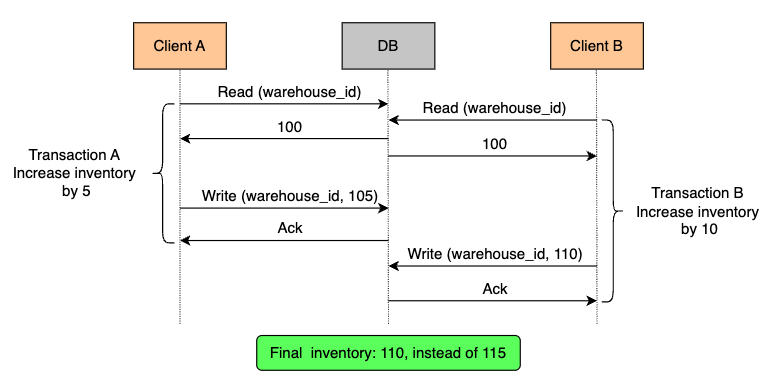 Client A
DB
Client B
Read (warehouse_id)
Read (warehouse_id)
100
100
Transaction A
Increase inventory
by 5
Write (warehouse_id, 105)
Transaction B
Increase inventory
by 10
Ack
Write (warehouse_id, 110)
Ack
Final  inventory: 110, instead of 115